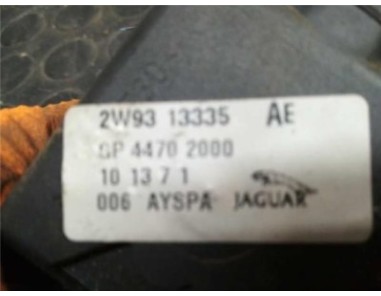 2W93 13335 AE
GP 4470 2000
10 13 7 1
006 AYSPA JAGUAR